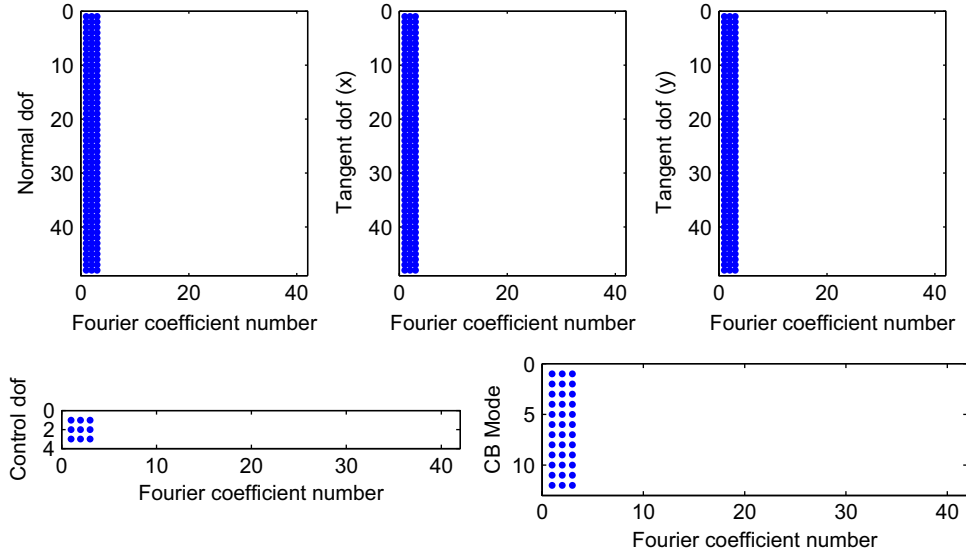 Normal dof
0
10
20
30
40
0 20 40
Fourier coefficient number
Tangent dof (x)
0
10
20
30
40
0 20 40
Fourier coefficient number
Tangent dof (y)
0
10
20
30
40
0 20 40
Fourier coefficient number
Control dof
0
2
4
0 10 20 30 40
Fourier coefficient number
CB Mode
0
5
10
0 10 20 30 40
Fourier coefficient number